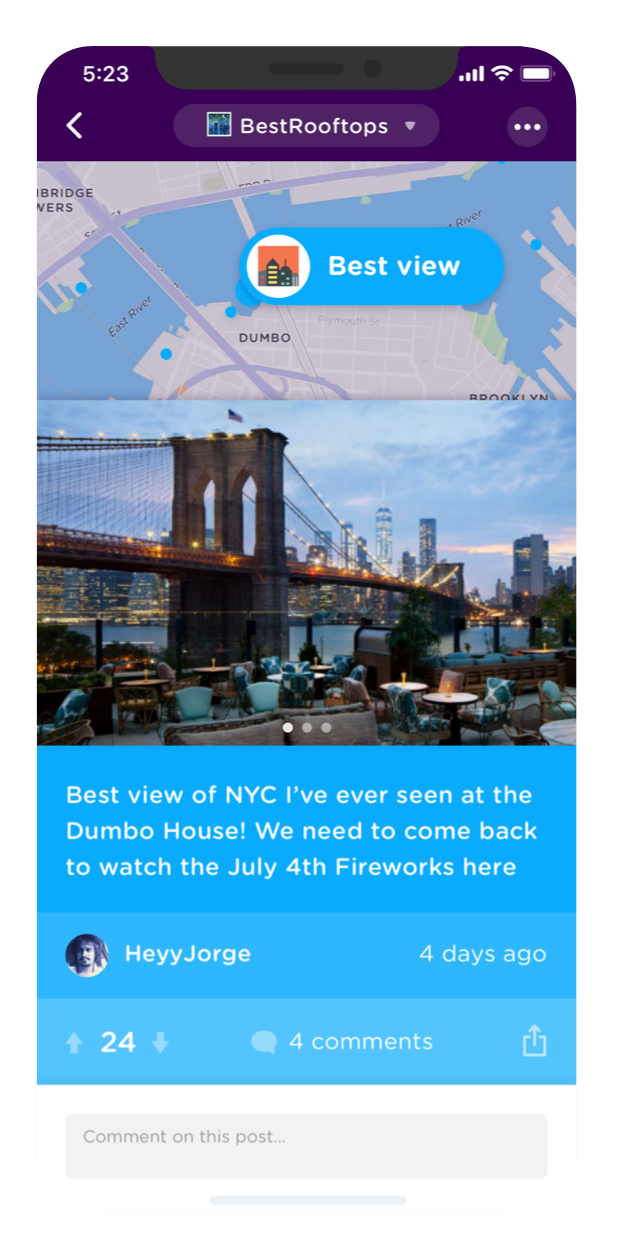 5:23
BestRooftops
East River
Best view
East River
Plymouth St
DUMBO
BROOKLYN
Best view of NYC I've ever seen at the
Dumbo House! We need to come back
to watch the July 4th Fireworks here
HeyyJorge 4 days ago
24 4 comments
Comment on this post...